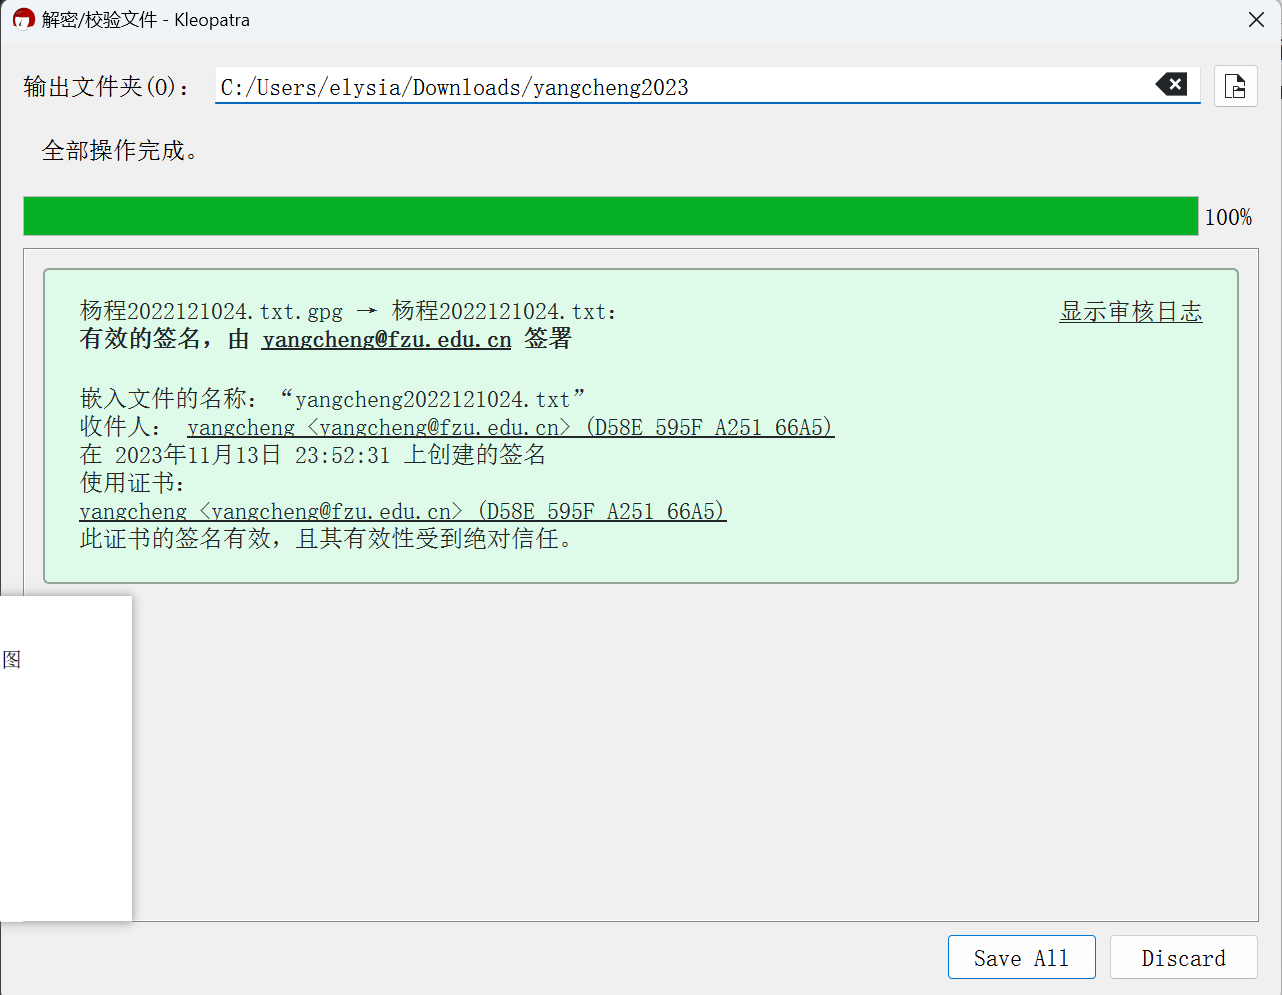 解密/校验文件 - Kleopatra
输出文件夹(O): C:/Users/elysia/Downloads/yangcheng2023
全部操作完成。
100%
杨程2022121024.txt.gpg → 杨程2022121024.txt: 显示审核日志
有效的签名，由 yangcheng@fzu.edu.cn 签署
嵌入文件的名称：“yangcheng2022121024.txt”
收件人： yangcheng <yangcheng@fzu.edu.cn> (D58E 595F A251 66A5)
在 2023年11月13日 23:52:31 上创建的签名
使用证书：
yangcheng <yangcheng@fzu.edu.cn> (D58E 595F A251 66A5)
此证书的签名有效，且其有效性受到绝对信任。
图
Save All Discard